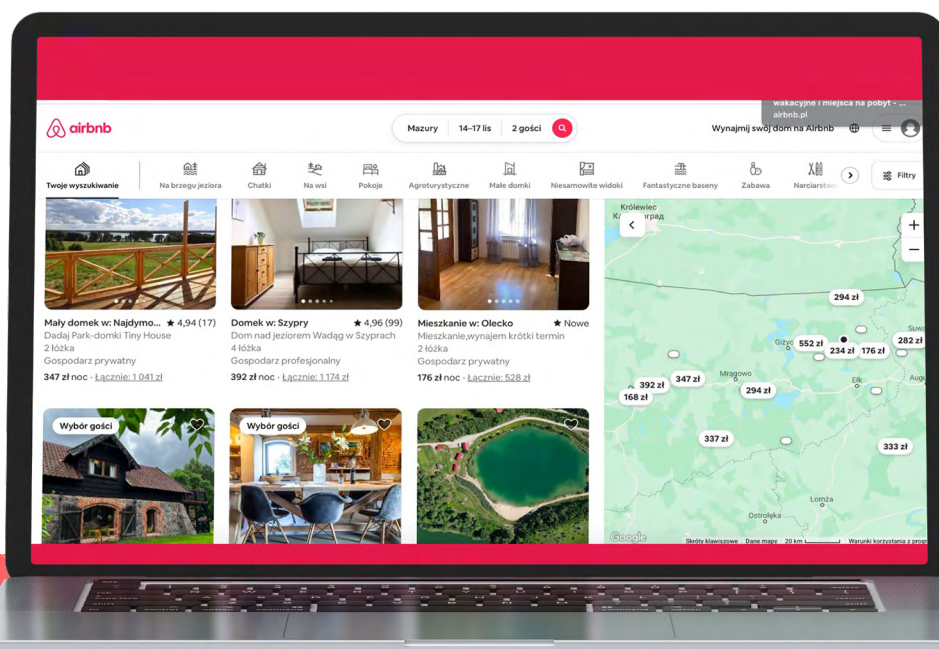 wakacyjne i miejsca na pobyt - ...
airbnb.pl
airbnb
Mazury 14–17 lis 2 gości
Wynajmij swój dom na Airbnb
Twoje wyszukiwanie
Na brzegu jeziora
Chatki
Na wsi
Pokoje
Agroturystyczne
Małe domki
Niesamowite widoki
Fantastyczne baseny
Zabawa
Narciarstwo
Filtry
Mały domek w: Najdymo... ★ 4,94 (17)
Dadaj Park-domki Tiny House
2 łóżka
Gospodarz prywatny
347 zł noc · Łącznie: 1 041 zł
Domek w: Szypry ★ 4,96 (99)
Dom nad jeziorem Wadąg w Szyprach
4 łóżka
Gospodarz profesjonalny
392 zł noc · Łącznie: 1 174 zł
Mieszkanie w: Olecko ★ Nowe
Mieszkanie,wynajem krótki termin
2 łóżka
Gospodarz prywatny
176 zł noc · Łącznie: 528 zł
Wybór gości
Wybór gości
Królewiec
+
−
294 zł
Giżyc
552 zł
234 zł
176 zł
282 zł
Suwa
392 zł
347 zł
Mrągowo
294 zł
Ełk
Augu
168 zł
337 zł
333 zł
Łomża
Ostrołęka
Google
Skróty klawiszowe
Dane mapy
20 km
Warunki korzystania z progr